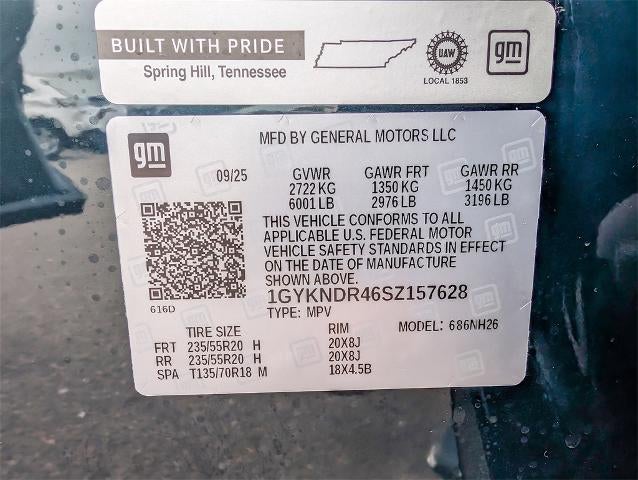 BUILT WITH PRIDE
Spring Hill, Tennessee
UAW
LOCAL 1853
gm
gm
MFD BY GENERAL MOTORS LLC
09/25 GVWR GAWR FRT GAWR RR
2722 KG 1350 KG 1450 KG
6001 LB 2976 LB 3196 LB
THIS VEHICLE CONFORMS TO ALL
APPLICABLE U.S. FEDERAL MOTOR
VEHICLE SAFETY STANDARDS IN EFFECT
ON THE DATE OF MANUFACTURE
SHOWN ABOVE.
616D
1GYKNDR46SZ157628
TYPE: MPV MODEL: 686NH26
TIRE SIZE RIM
FRT 235/55R20 H 20X8J
RR 235/55R20 H 20X8J
SPA T135/70R18 M 18X4.5B